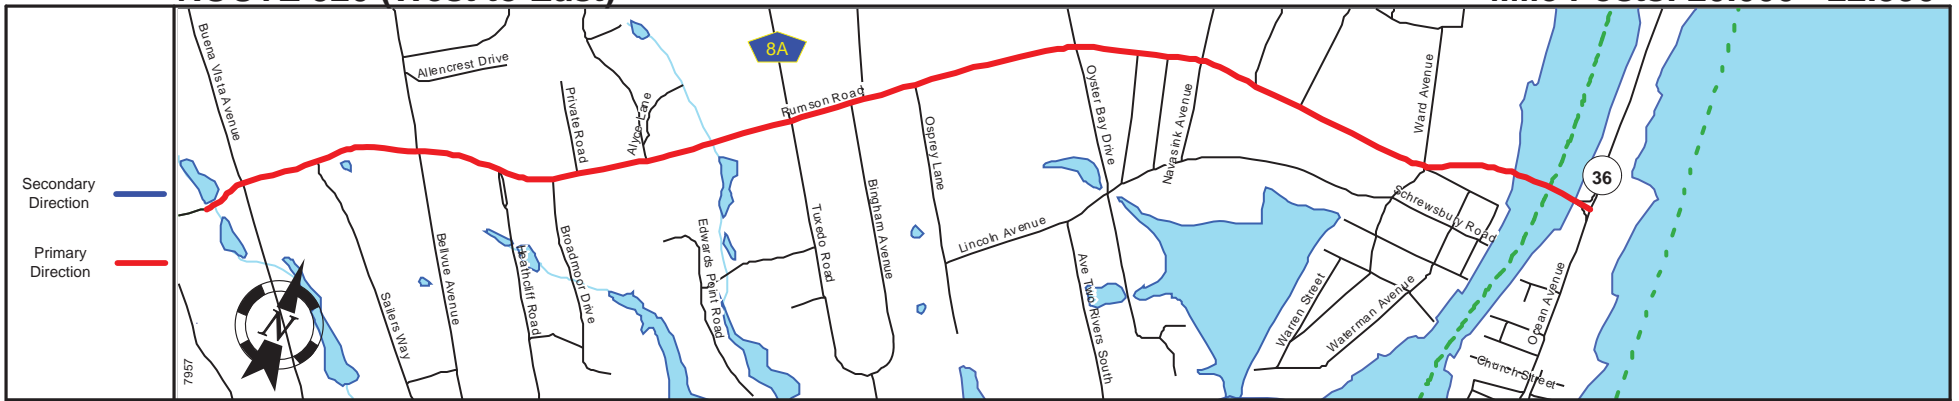 Secondary
Direction
Primary
Direction
Buena VIsta Avenue
Allencrest Drive
Private Road
Alyce Lane
8A
Rumson Road
Oyster Bay Drive
Navasink Avenue
Ward Avenue
36
Osprey Lane
Bingham Avenue
Tuxedo Road
Edwards Point Road
Broadmoor Drive
Heathcliff Road
Bellvue Avenue
Sailers Way
Lincoln Avenue
Ave Two Rivers South
Schrewsbury Road
Warren Street
Waterman Avenue
Ocean Avenue
Church Street
N
7957